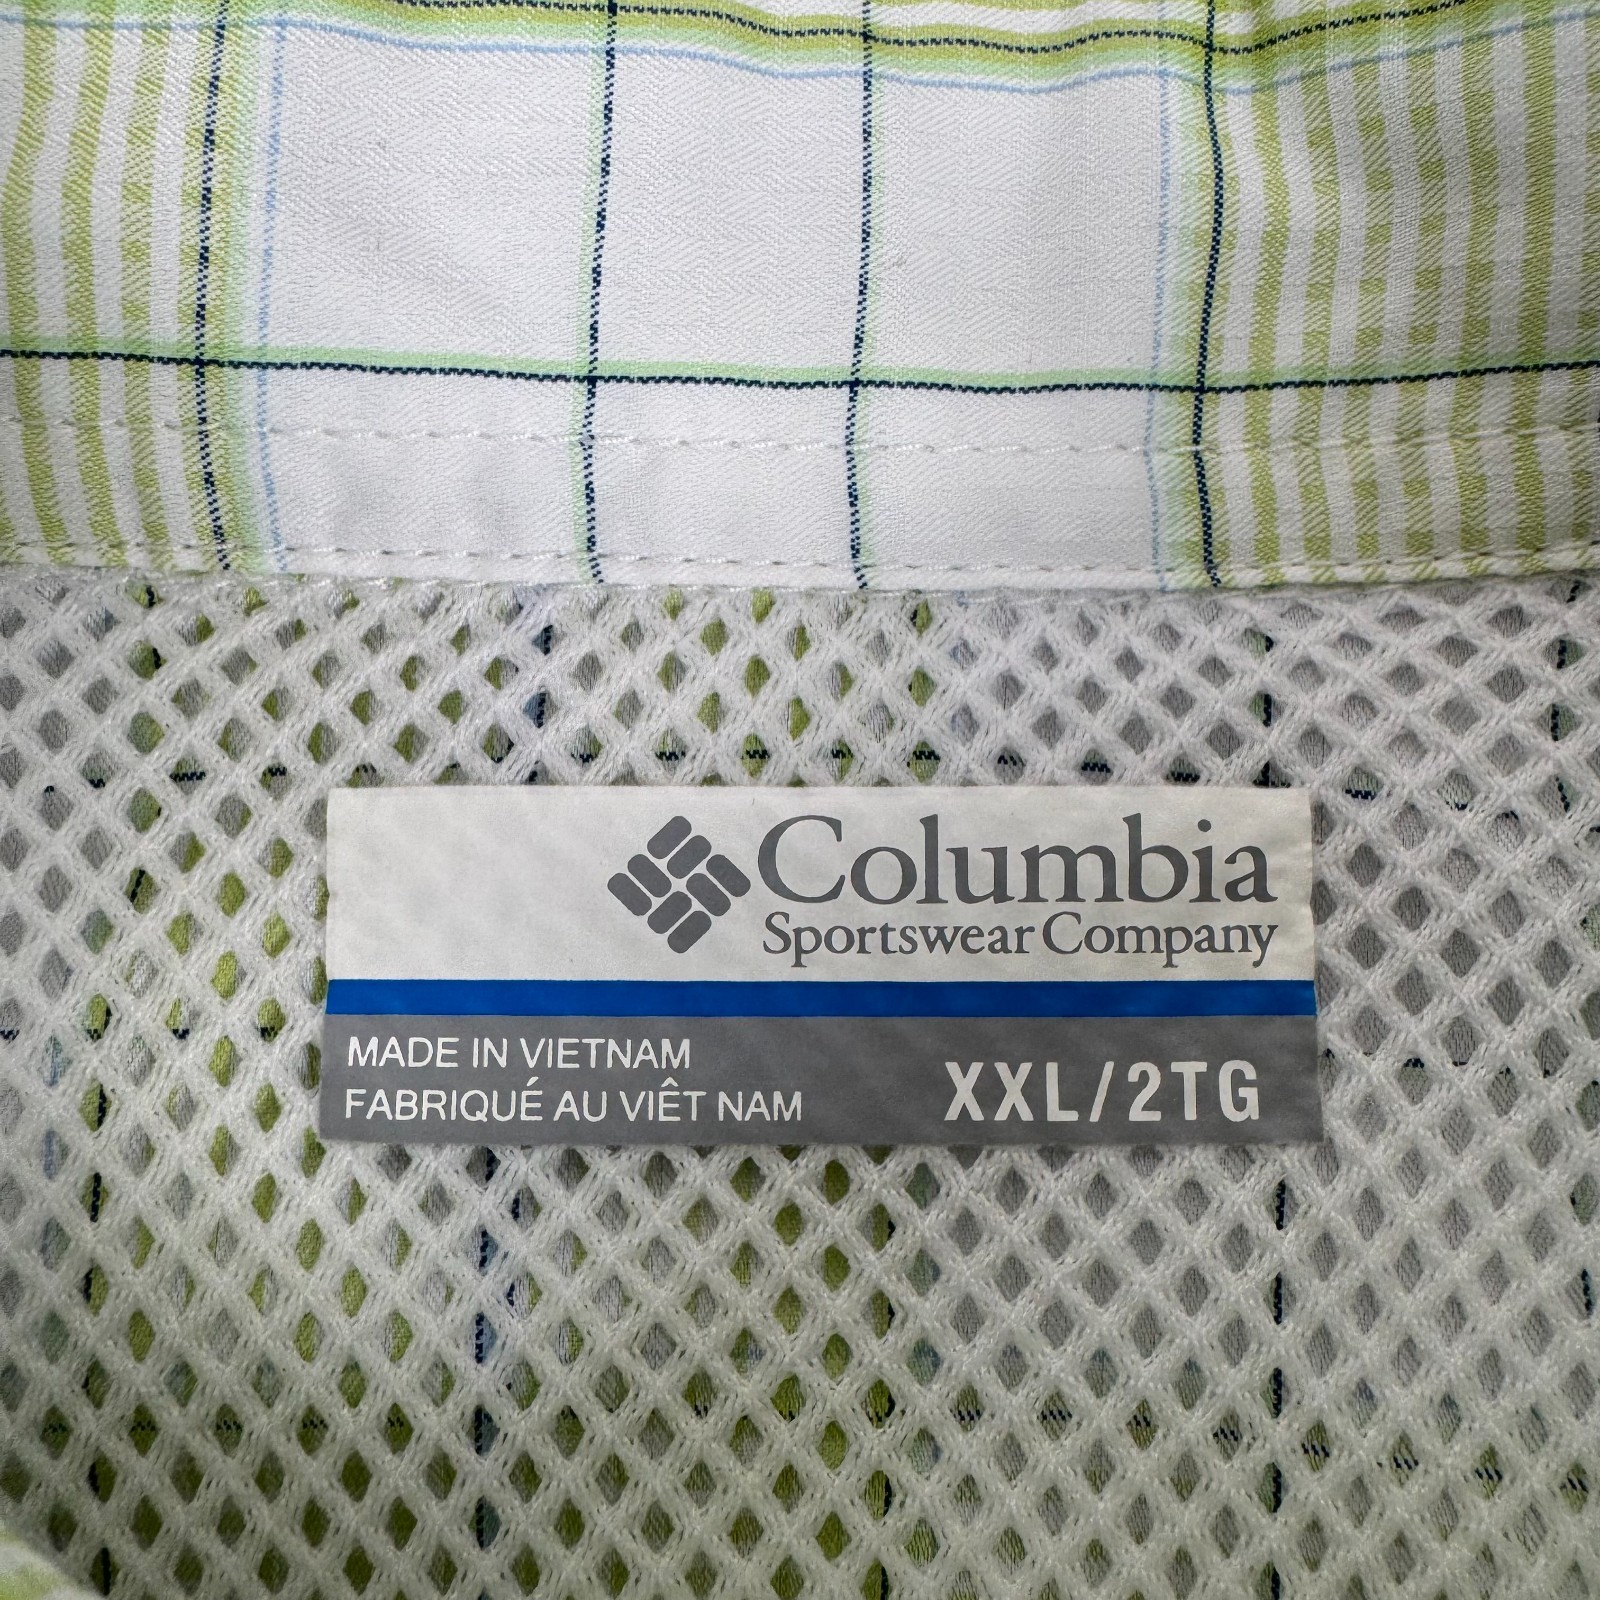 Columbia
Sportswear Company
MADE IN VIETNAM
FABRIQUÉ AU VIÊT NAM
XXL/2TG